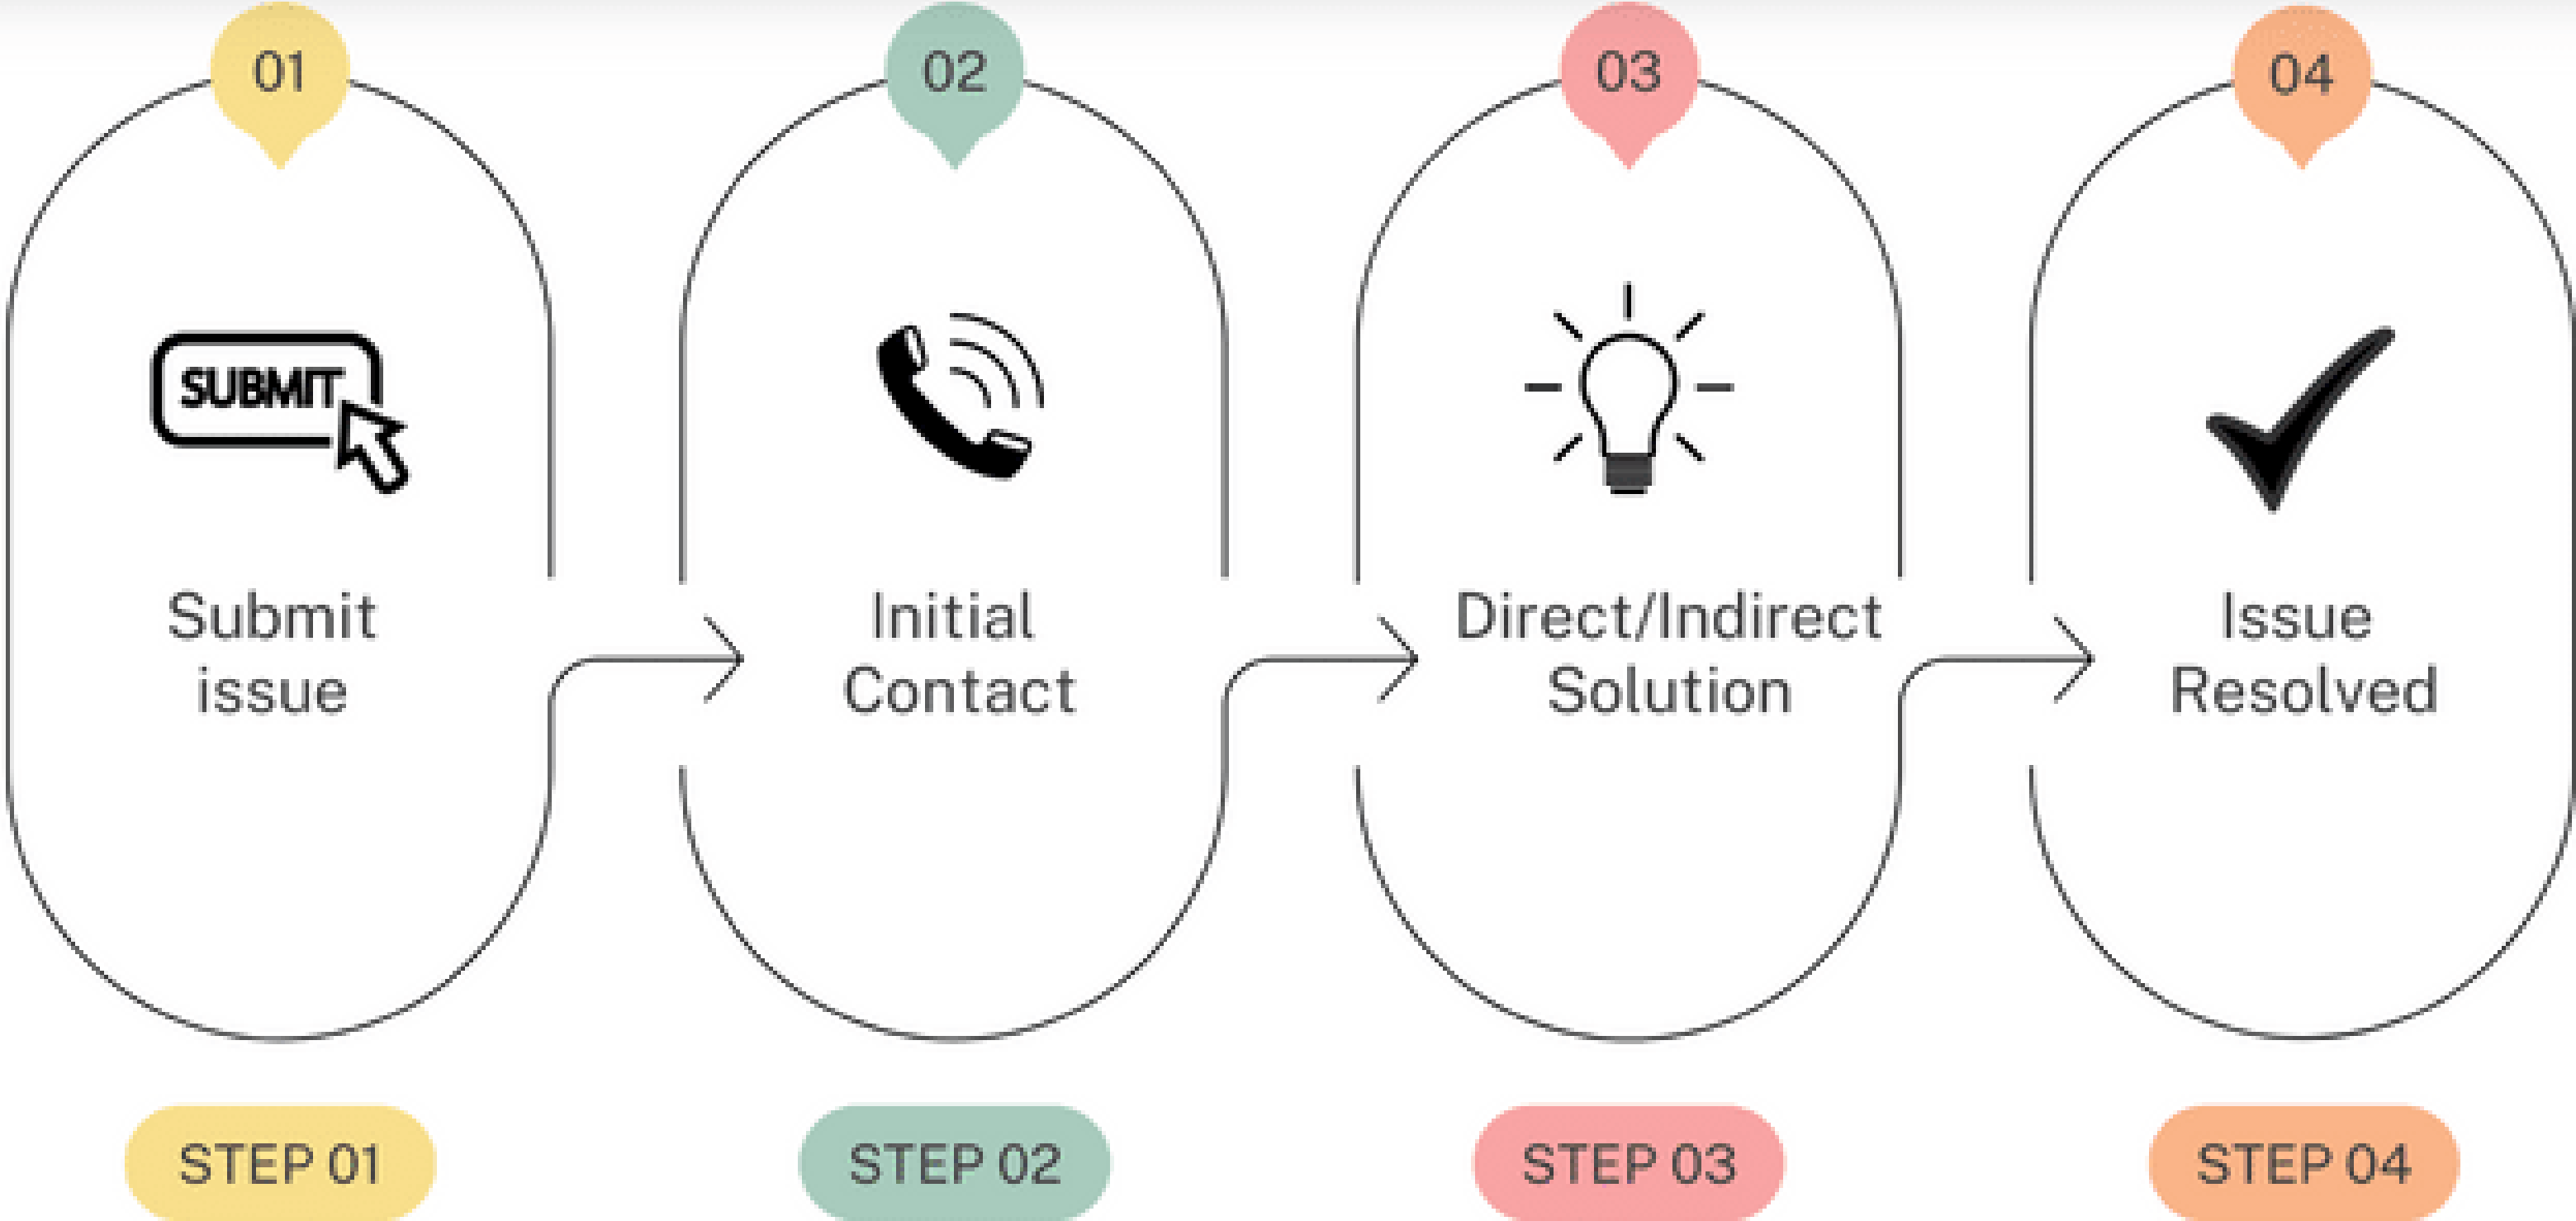 01
02
03
04
SUBMIT
Submit
issue
Initial
Contact
Direct/Indirect
Solution
Issue
Resolved
STEP 01
STEP 02
STEP 03
STEP 04